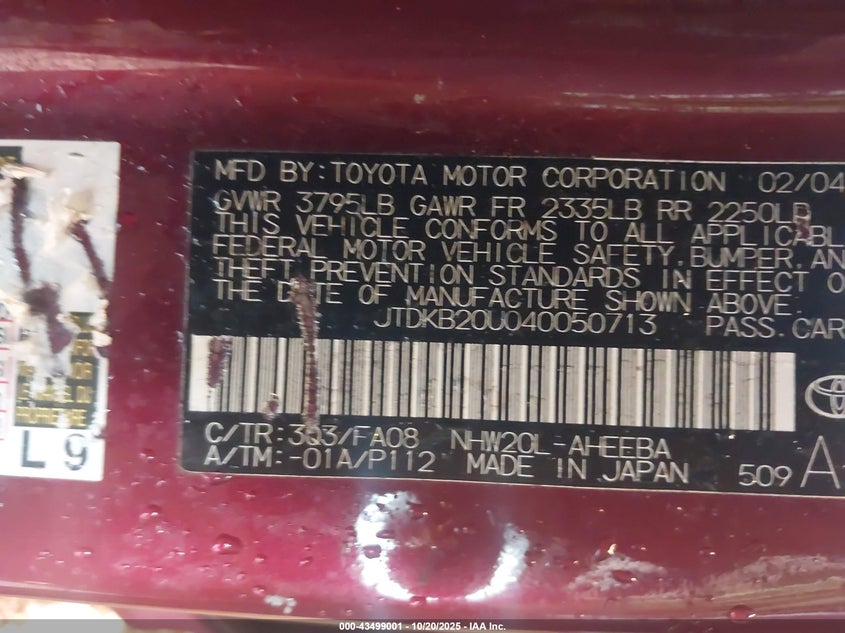 MFD BY:TOYOTA MOTOR CORPORATION 02/04
GVWR 3795LB GAWR FR 2335LB RR 2250LB
THIS VEHICLE CONFORMS TO ALL APPLICABL
FEDERAL MOTOR VEHICLE SAFETY,BUMPER,AN
THEFT PREVENTION STANDARDS IN EFFECT O
THE DATE OF MANUFACTURE SHOWN ABOVE.
JTDKB20U040050713 PASS.CAR
C/TR:3Q3/FA08 NHW20L-AHEEBA
A/TM:-01A/P112 MADE IN JAPAN 509 A
L 9
000-43499001 - 10/20/2025 - IAA Inc.